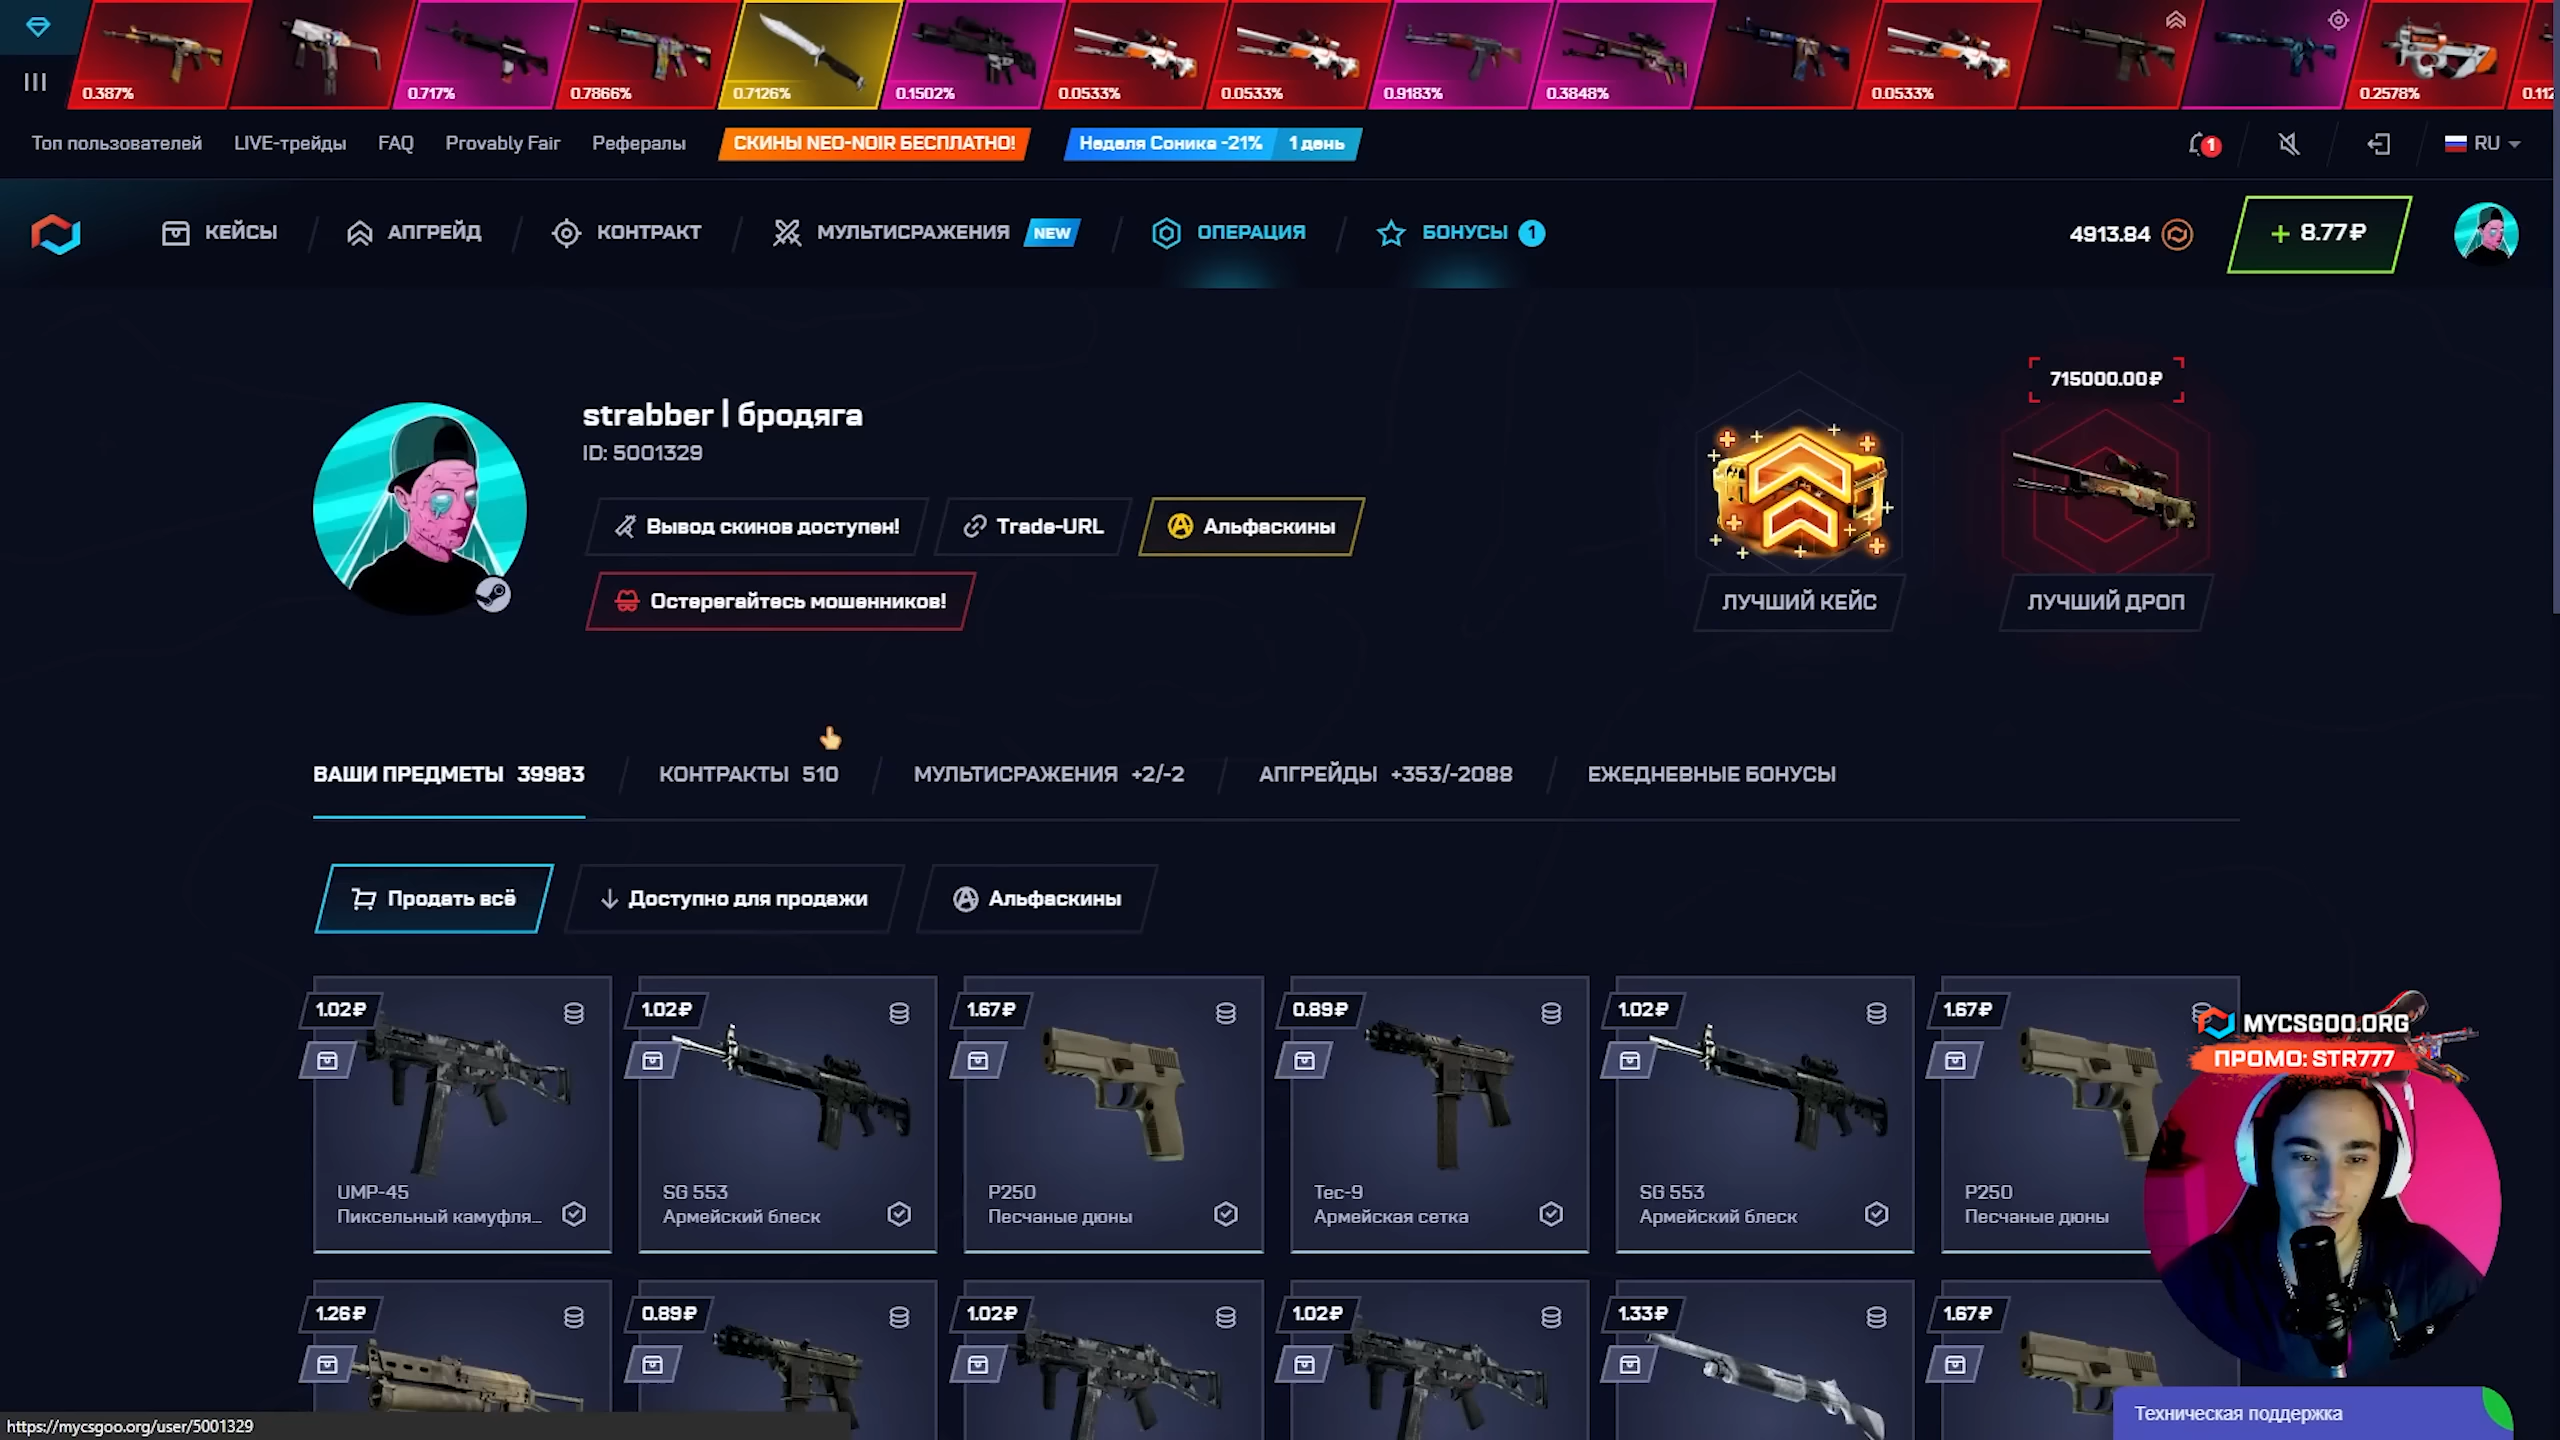 0.387%
0.717%
0.7866%
0.7126%
0.1502%
0.0533%
0.0533%
0.9183%
0.3848%
0.0533%
0.2578%
Топ пользователей
LIVE-трейды
FAQ
Provably Fair
Рефералы
СКИНЫ NEO-NOIR БЕСПЛАТНО!
Неделя Соника -21%
1 день
1
RU
КЕЙСЫ
АПГРЕЙД
КОНТРАКТ
МУЛЬТИСРАЖЕНИЯ
NEW
ОПЕРАЦИЯ
БОНУСЫ
1
4913.84
+ 8.77₽
strabber | бродяга
ID: 5001329
Вывод скинов доступен!
Trade-URL
Альфаскины
Остерегайтесь мошенников!
ЛУЧШИЙ КЕЙС
715000.00₽
ЛУЧШИЙ ДРОП
ВАШИ ПРЕДМЕТЫ 39983
КОНТРАКТЫ 510
МУЛЬТИСРАЖЕНИЯ +2/-2
АПГРЕЙДЫ +353/-2088
ЕЖЕДНЕВНЫЕ БОНУСЫ
Продать всё
Доступно для продажи
Альфаскины
1.02₽
UMP-45
Пиксельный камуфля...
1.02₽
SG 553
Армейский блеск
1.67₽
P250
Песчаные дюны
0.89₽
Tec-9
Армейская сетка
1.02₽
SG 553
Армейский блеск
1.67₽
P250
Песчаные дюны
MYCSGOO.ORG
ПРОМО: STR777
1.26₽
0.89₽
1.02₽
1.02₽
1.33₽
1.67₽
https://mycsgoo.org/user/5001329
Техническая поддержка